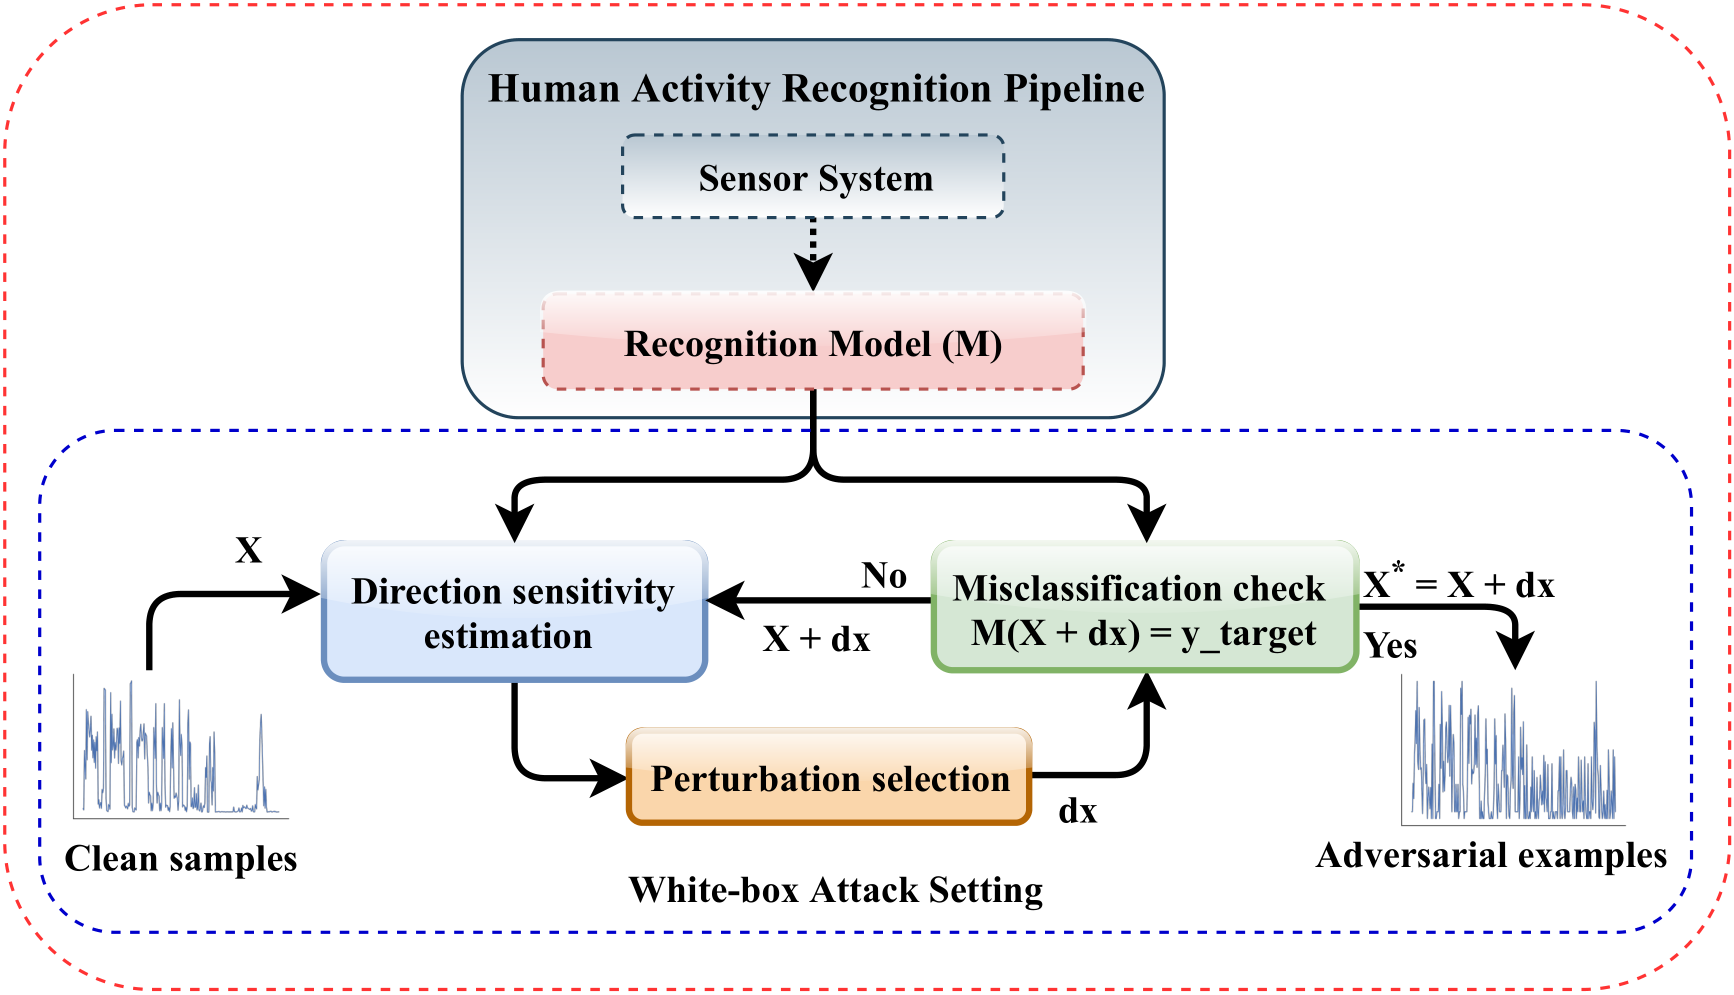 Human Activity Recognition Pipeline
Sensor System
Recognition Model (M)
X
Direction sensitivity
estimation
No
X + dx
Misclassification check
M(X + dx) = y_target
X* = X + dx
Yes
Perturbation selection
dx
Clean samples
Adversarial examples
White-box Attack Setting